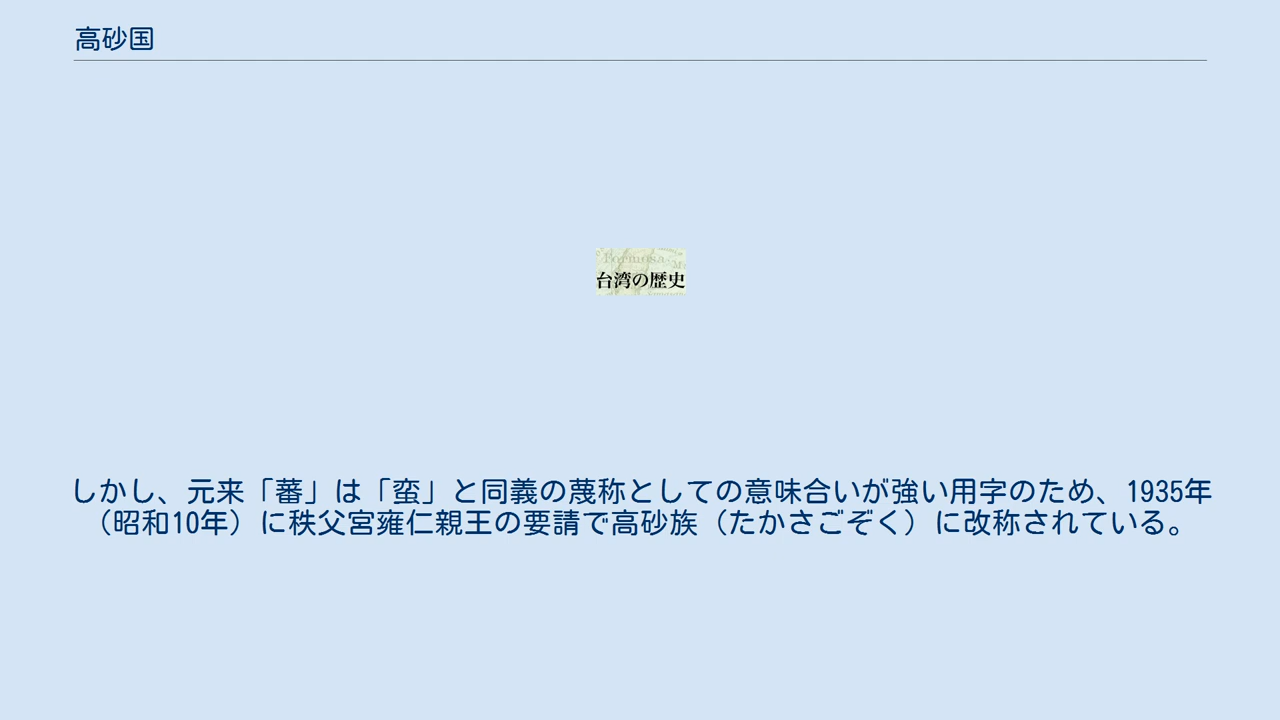 高砂国
Formosa
台湾の歴史
しかし、元来「蕃」は「蛮」と同義の蔑称としての意味合いが強い用字のため、1935年
（昭和10年）に秩父宮雍仁親王の要請で高砂族（たかさごぞく）に改称されている。